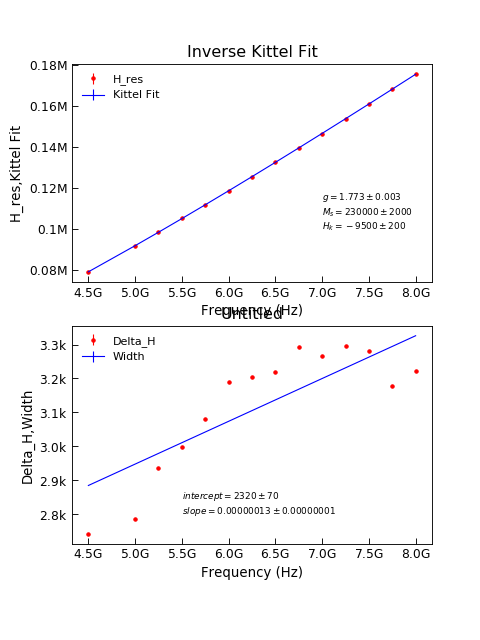 Inverse Kittel Fit
0.18M
0.16M
0.14M
0.12M
0.1M
0.08M
H_res,Kittel Fit
H_res
Kittel Fit
g = 1.773 ± 0.003
M_s = 230000 ± 2000
H_k = −9500 ± 200
4.5G 5.0G 5.5G 6.0G 6.5G 7.0G 7.5G 8.0G
Frequency (Hz)
Untitled
3.3k
3.2k
3.1k
3.0k
2.9k
2.8k
Delta_H,Width
Delta_H
Width
intercept = 2320 ± 70
slope = 0.00000013 ± 0.00000001
4.5G 5.0G 5.5G 6.0G 6.5G 7.0G 7.5G 8.0G
Frequency (Hz)